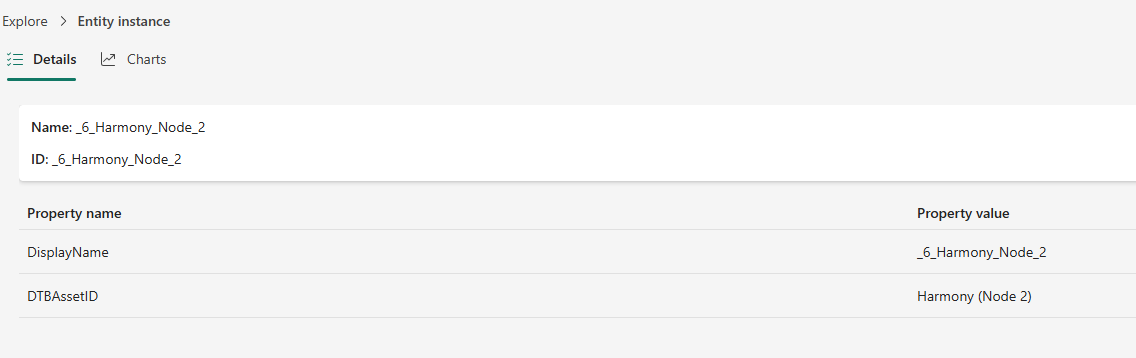 Explore > Entity instance
Details Charts
Name: _6_Harmony_Node_2
ID: _6_Harmony_Node_2
Property name Property value
DisplayName _6_Harmony_Node_2
DTBAssetID Harmony (Node 2)